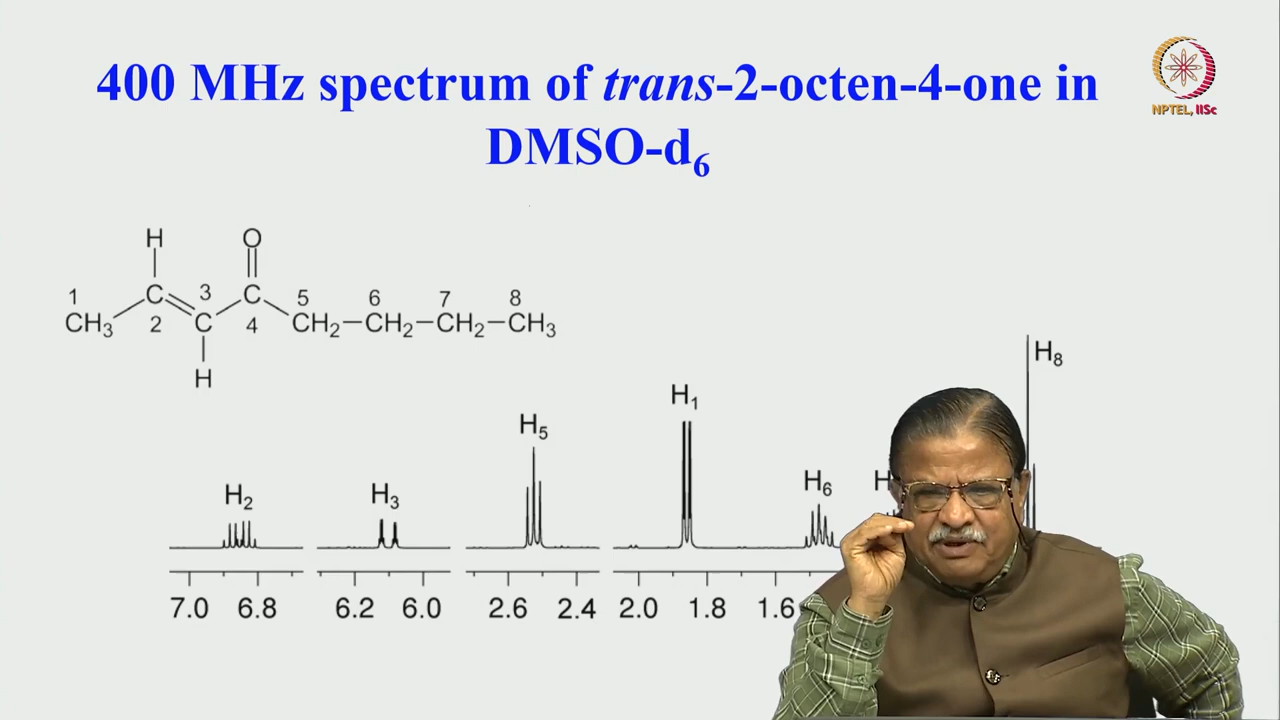 400 MHz spectrum of trans-2-octen-4-one in
DMSO-d6
NPTEL, IISc
H O
1 3 5 6 7 8
C C
CH3 2 C 4 CH2–CH2–CH2–CH3
H
H8
H1
H5
H2 H3 H6 H
7.0 6.8 6.2 6.0 2.6 2.4 2.0 1.8 1.6